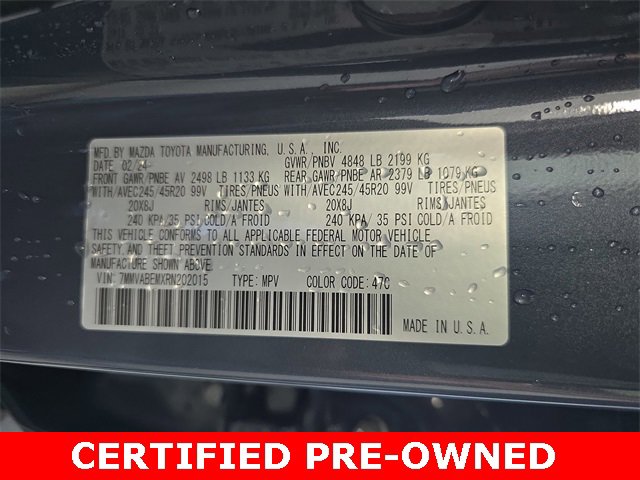 MFD. BY MAZDA TOYOTA MANUFACTURING, U.S.A., INC.
DATE 02/24 GVWR/PNBV 4848 LB 2199 KG
FRONT GAWR/PNBE AV 2498 LB 1133 KG REAR GAWR/PNBE AR 2379 LB 1079 KG
WITH/AVEC245/45R20 99V TIRES/PNEUS WITH/AVEC245/45R20 99V TIRES/PNEUS
20X8J RIMS/JANTES 20X8J RIMS/JANTES
240 KPA/35 PSI COLD/A FROID 240 KPA/35 PSI COLD/A FROID
THIS VEHICLE CONFORMS TO ALL APPLICABLE FEDERAL MOTOR VEHICLE
SAFETY AND THEFT PREVENTION STANDARDS IN EFFECT ON THE DATE
OF MANUFACTURE SHOWN ABOVE.
VIN: 7MMVABEMXRN202015 TYPE: MPV COLOR CODE: 47C
MADE IN U.S.A.
CERTIFIED PRE-OWNED